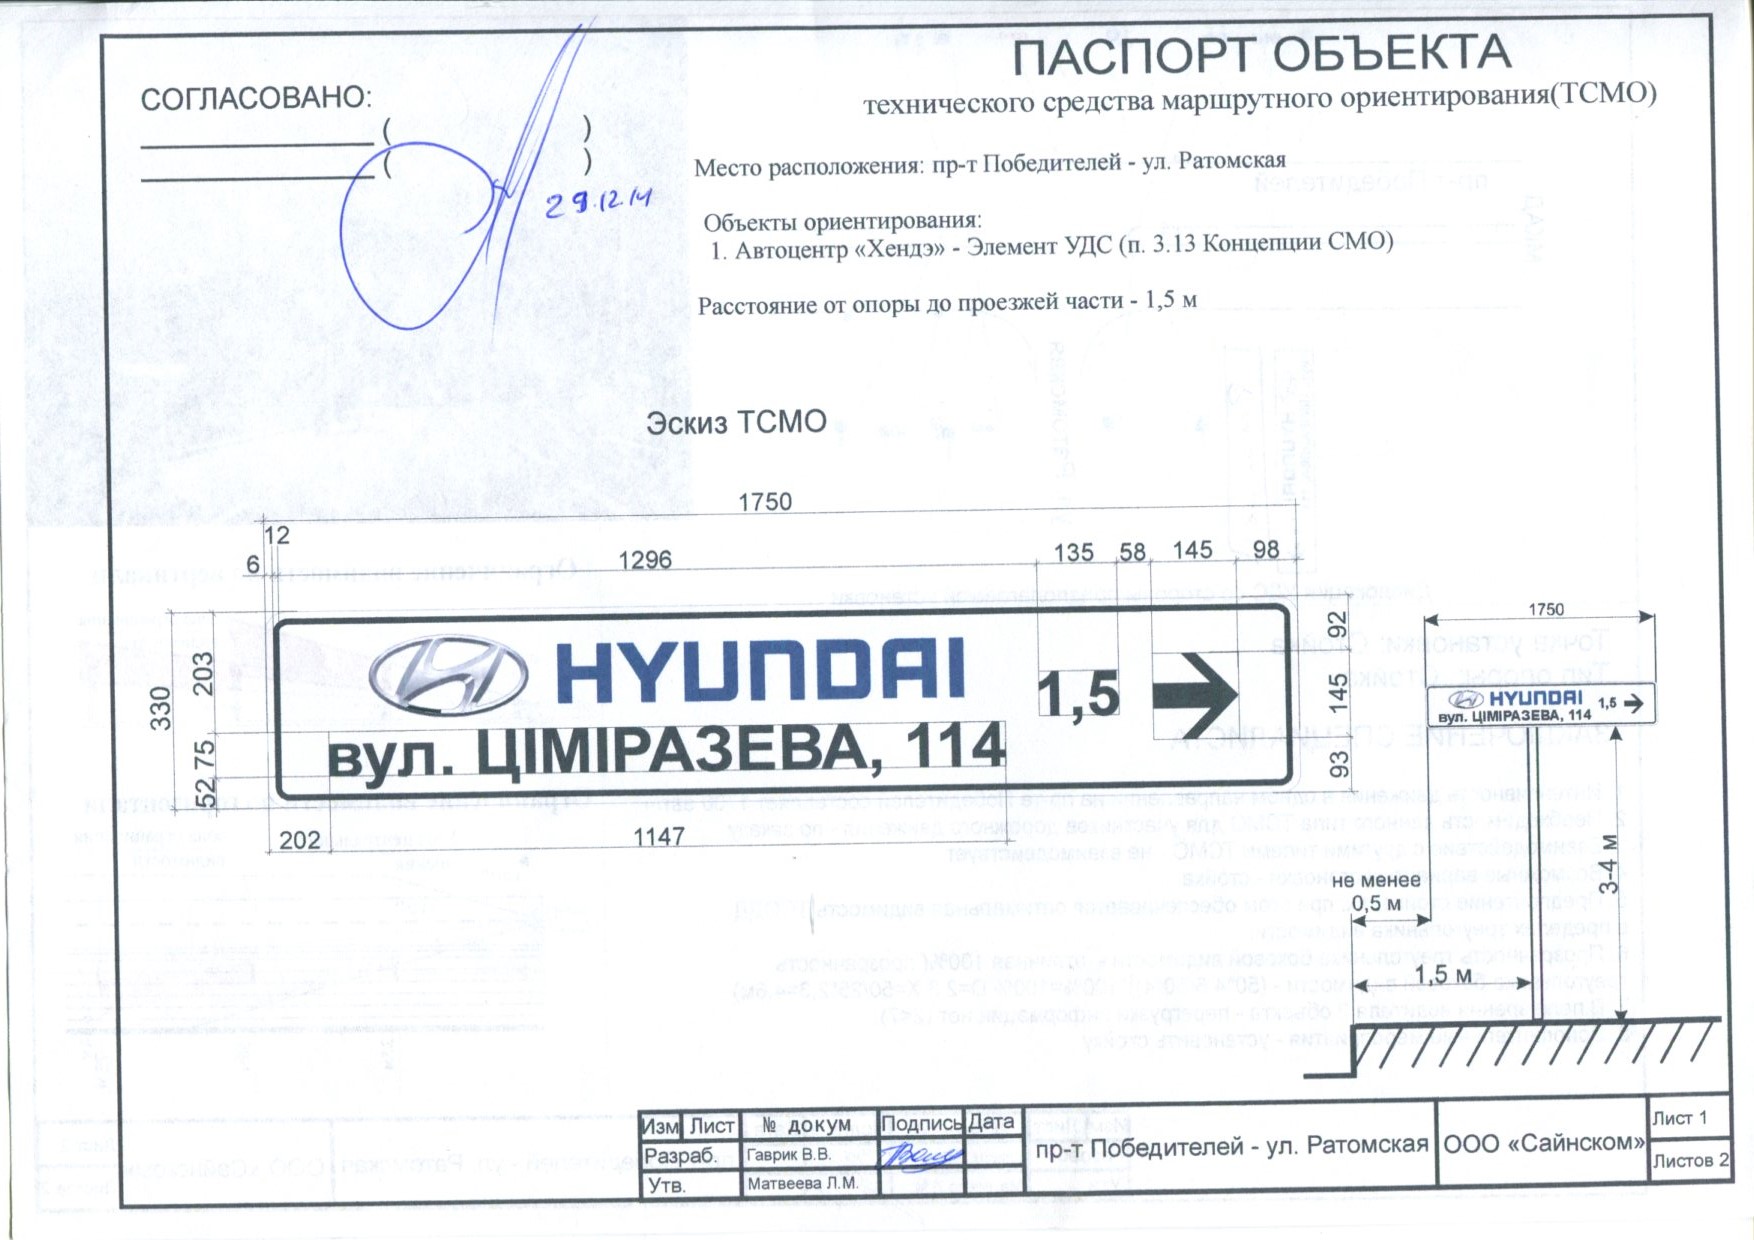 СОГЛАСОВАНО:
( )
( )
29.12.14
ПАСПОРТ ОБЪЕКТА
технического средства маршрутного ориентирования(ТСМО)
Место расположения: пр-т Победителей - ул. Ратомская
Объекты ориентирования:
1. Автоцентр «Хендэ» - Элемент УДС (п. 3.13 Концепции СМО)
Расстояние от опоры до проезжей части - 1,5 м
Эскиз ТСМО
1750
12
6
1296
135
58
145
98
330
203
75
52
HYUNDAI
1,5
вул. ЦІМІРАЗЕВА, 114
92
145
93
202
1147
1750
HYUNDAI 1,5
вул. ЦІМІРАЗЕВА, 114
3-4 м
не менее
0,5 м
1,5 м
Изм Лист № докум Подпись Дата
Разраб. Гаврик В.В.
Утв. Матвеева Л.М.
пр-т Победителей - ул. Ратомская
ООО «Сайнском»
Лист 1
Листов 2